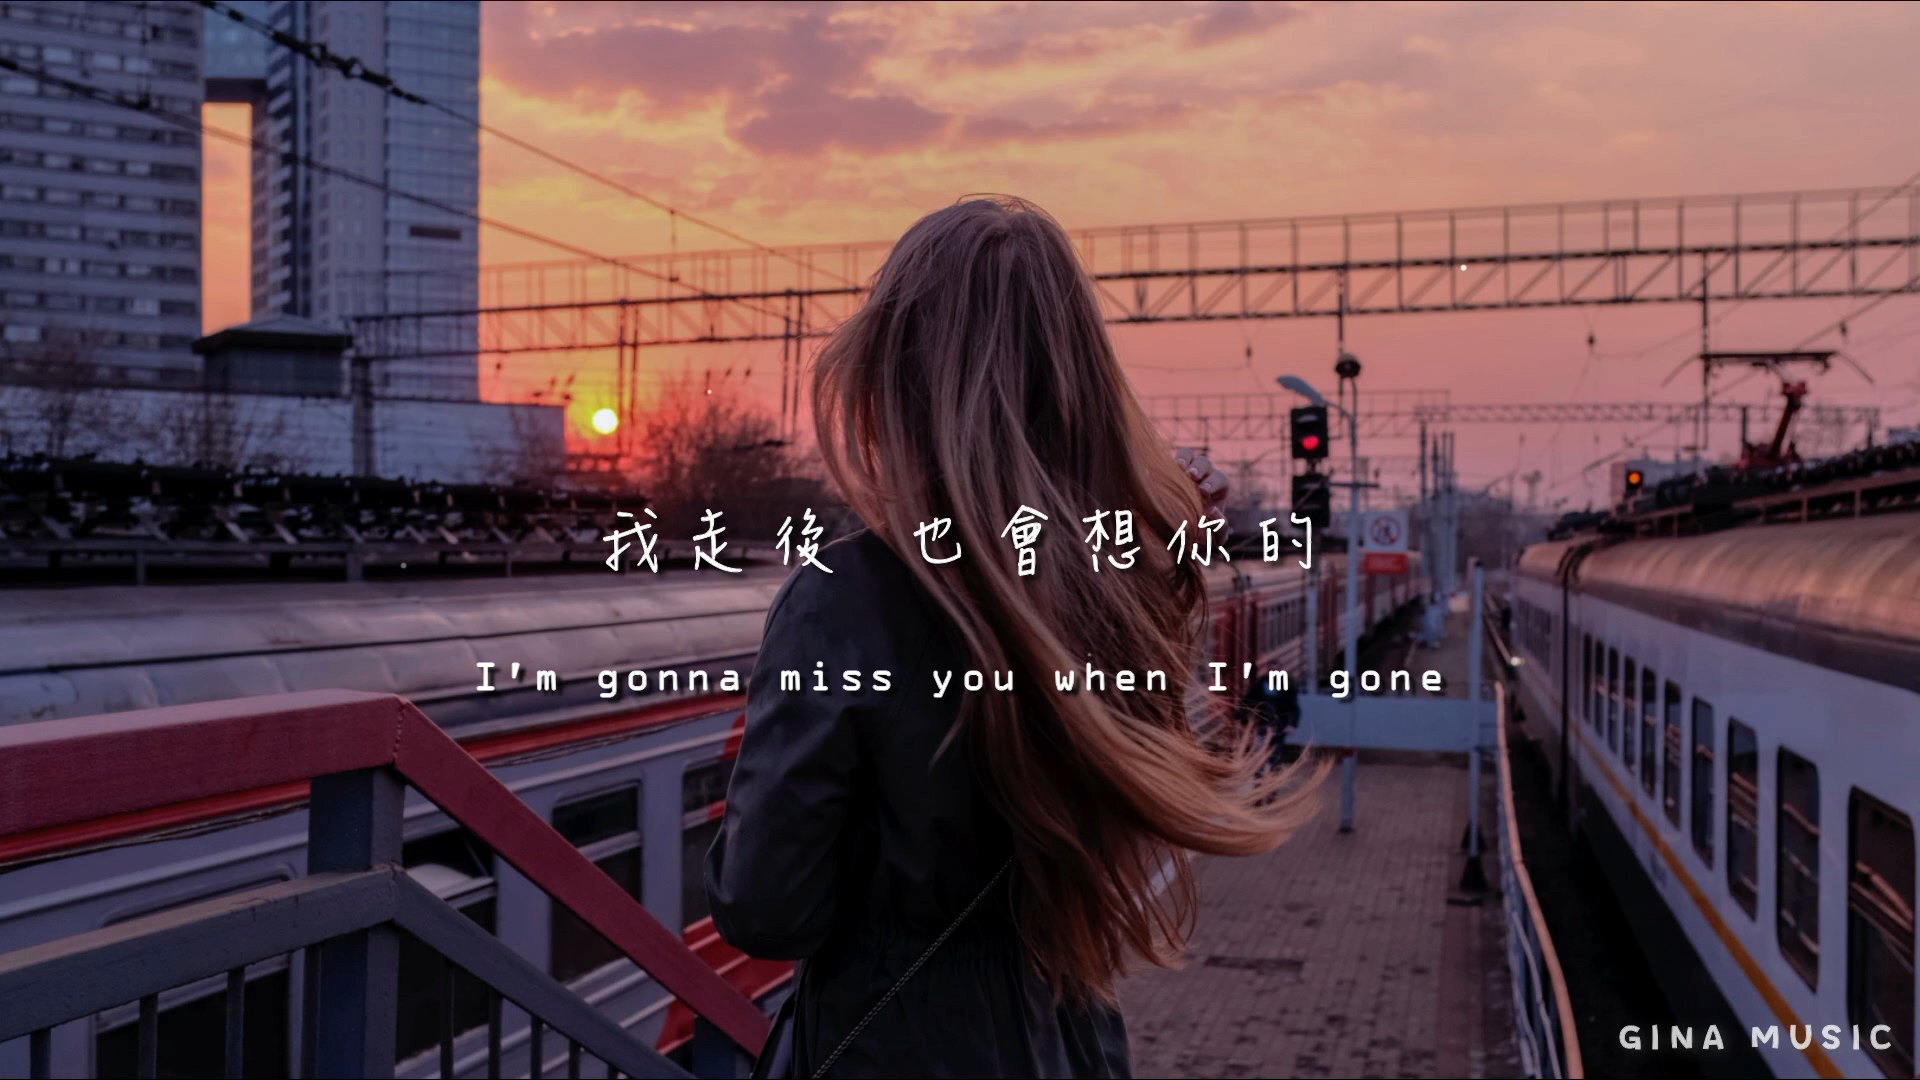 我走後 也會想你的
I'm gonna miss you when I'm gone
GINA MUSIC